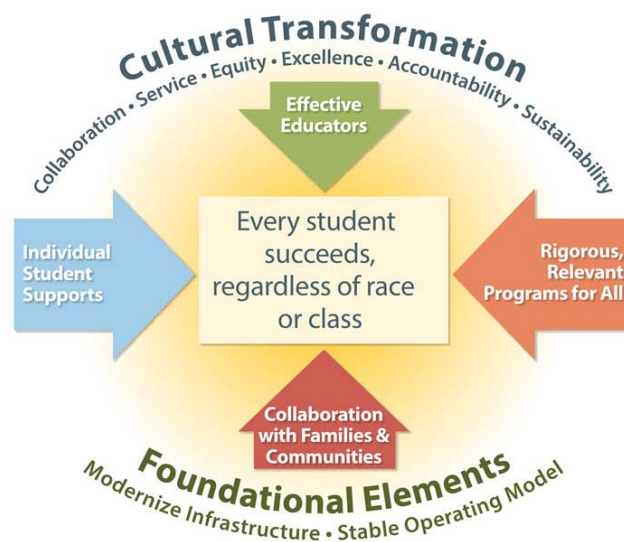 Cultural Transformation
Collaboration • Service • Equity • Excellence • Accountability • Sustainability
Effective
Educators
Individual
Student
Supports
Every student
succeeds,
regardless of race
or class
Rigorous,
Relevant
Programs for All
Collaboration
with Families &
Communities
Foundational Elements
Modernize Infrastructure • Stable Operating Model